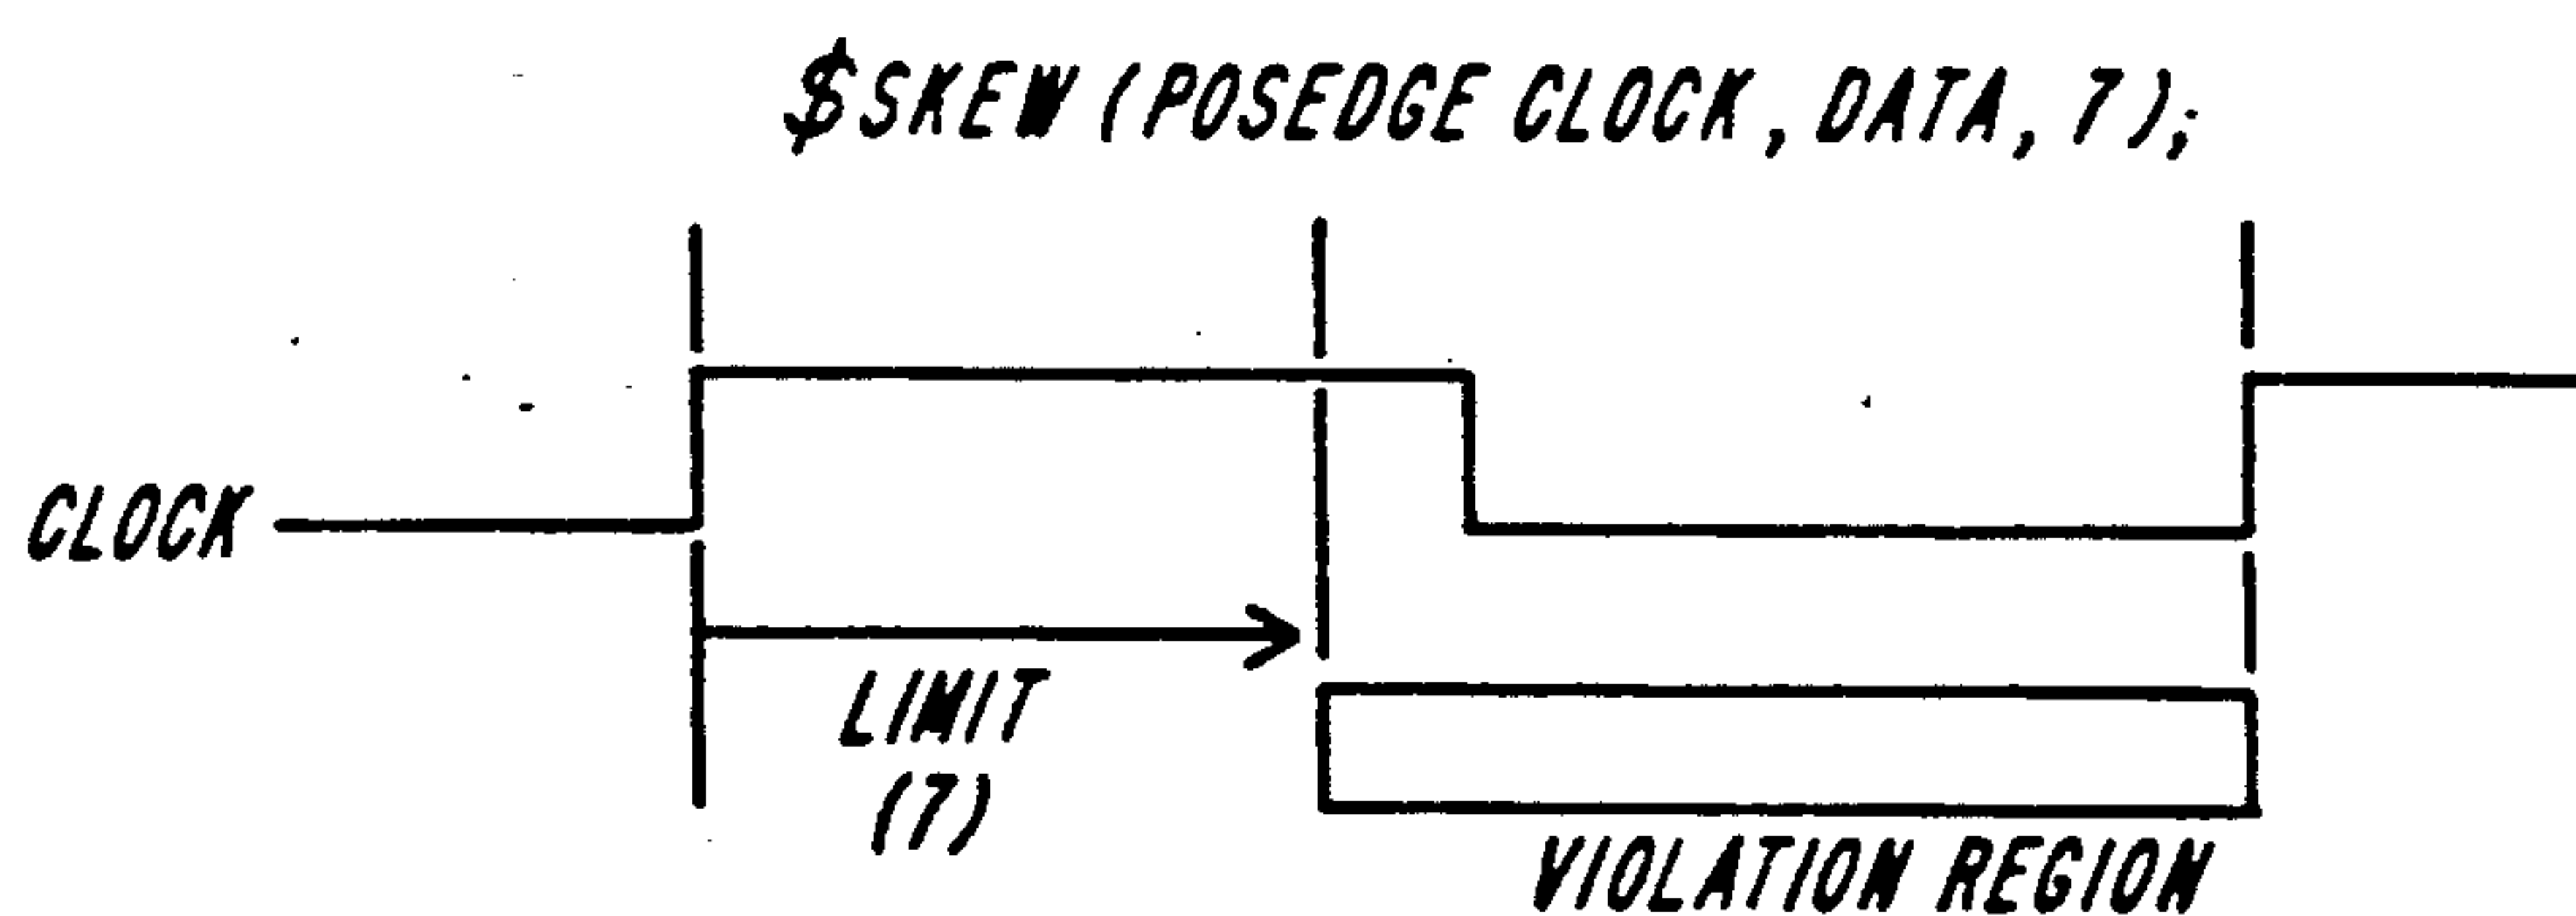 $SKEW (POSEDGE CLOCK, DATA, 7);
CLOCK
LIMIT
(7)
VIOLATION REGION